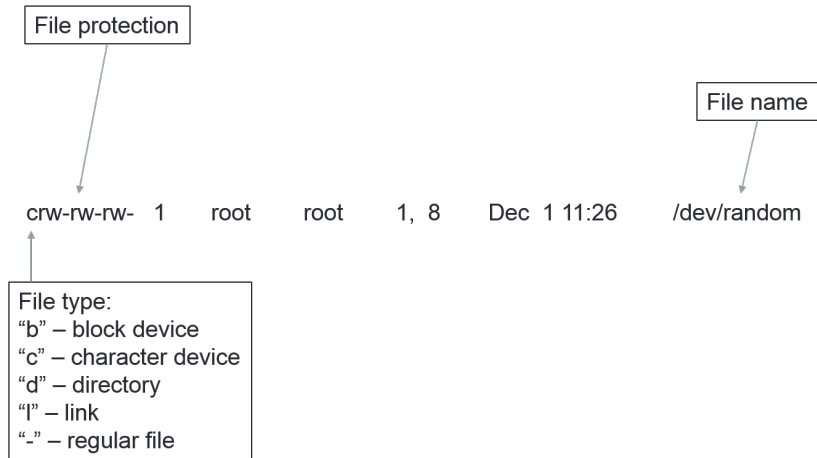 File protection
File name
crw-rw-rw- 1 root root 1, 8 Dec 1 11:26 /dev/random
File type:
“b” – block device
“c” – character device
“d” – directory
“l” – link
“-” – regular file